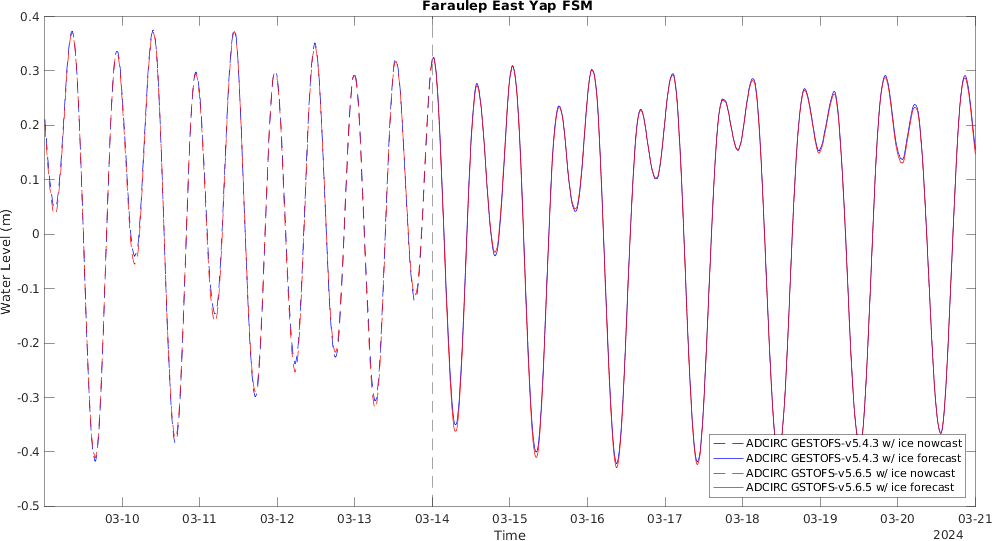 Faraulep East Yap FSM
0.4
0.3
0.2
0.1
0
-0.1
-0.2
-0.3
-0.4
-0.5
Water Level (m)
ADCIRC GESTOFS-v5.4.3 w/ ice nowcast
ADCIRC GESTOFS-v5.4.3 w/ ice forecast
ADCIRC GSTOFS-v5.6.5 w/ ice nowcast
ADCIRC GSTOFS-v5.6.5 w/ ice forecast
03-10 03-11 03-12 03-13 03-14 03-15 03-16 03-17 03-18 03-19 03-20 03-21
Time
2024